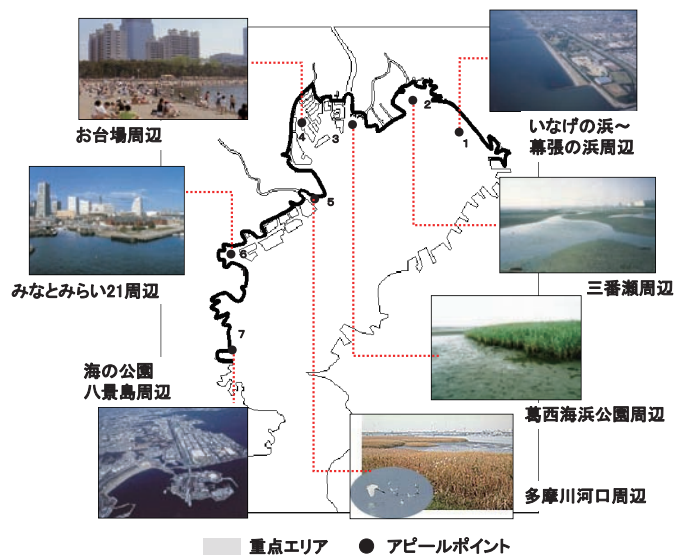 お台場周辺
いなげの浜～
幕張の浜周辺
みなとみらい21周辺
三番瀬周辺
海の公園
八景島周辺
葛西海浜公園周辺
多摩川河口周辺
1
2
3
4
5
6
7
重点エリア
アピールポイント